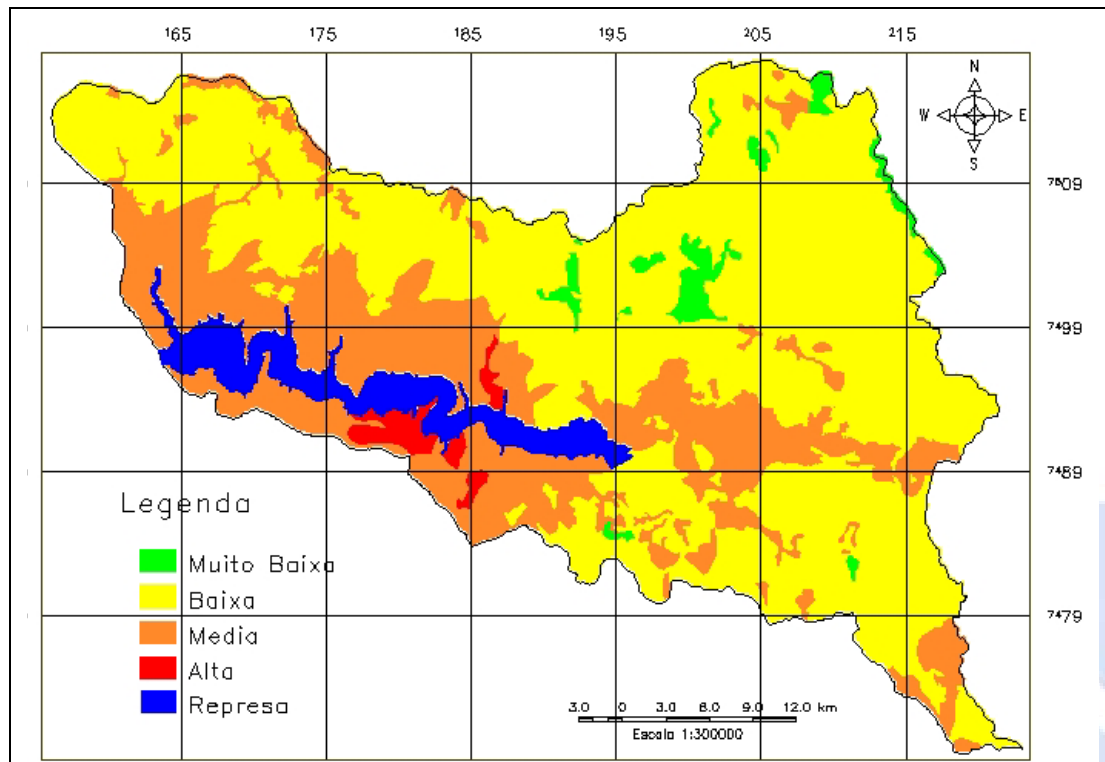 165 175 185 195 205 215
N
W E
S
7509
7499
7489
Legenda
Muito Baixa
Baixa
7479
Media
Alta
Represa
3.0 0 3.0 6.0 9.0 12.0 km
Escala 1:300000